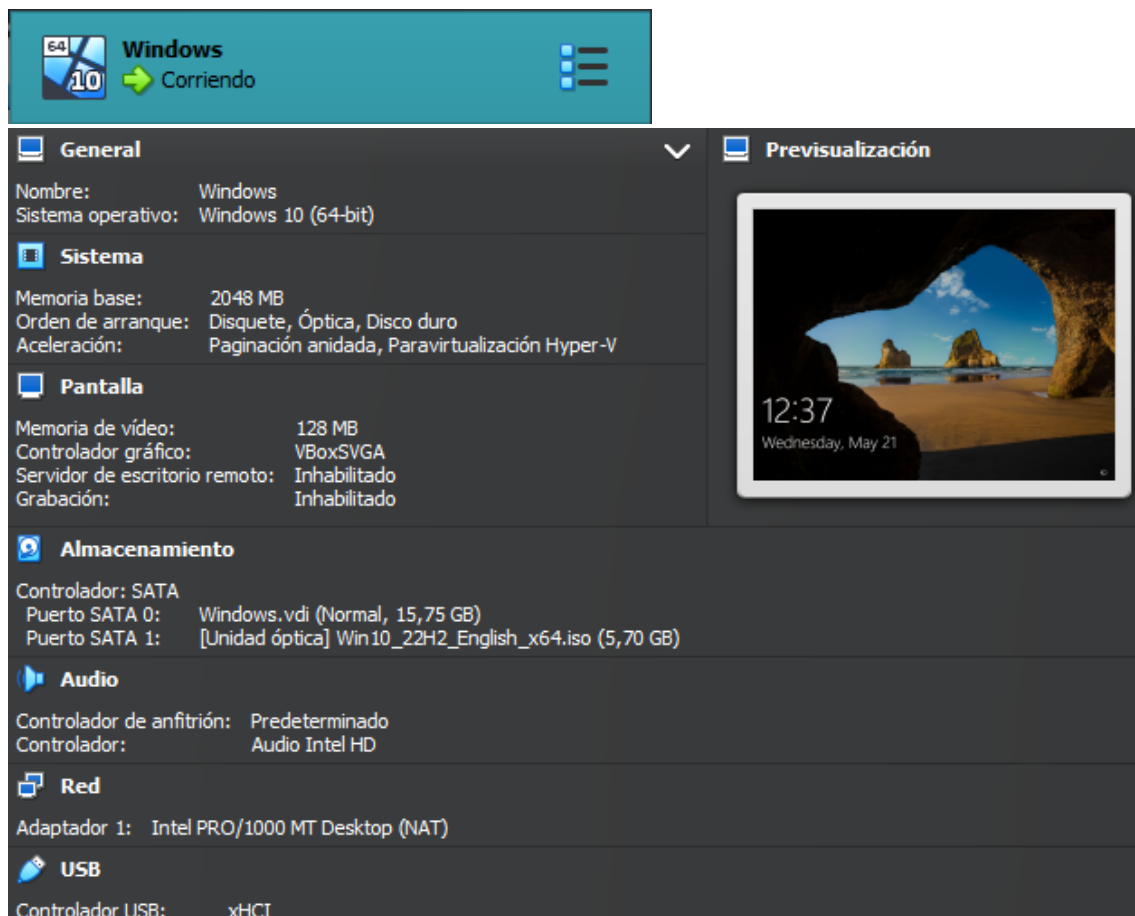 64
10
Windows
Corriendo
General
Nombre: Windows
Sistema operativo: Windows 10 (64-bit)
Sistema
Memoria base: 2048 MB
Orden de arranque: Disquete, Óptica, Disco duro
Aceleración: Paginación anidada, Paravirtualización Hyper-V
Pantalla
Memoria de vídeo: 128 MB
Controlador gráfico: VBoxSVGA
Servidor de escritorio remoto: Inhabilitado
Grabación: Inhabilitado
Previsualización
12:37
Wednesday, May 21
Almacenamiento
Controlador: SATA
Puerto SATA 0: Windows.vdi (Normal, 15,75 GB)
Puerto SATA 1: [Unidad óptica] Win10_22H2_English_x64.iso (5,70 GB)
Audio
Controlador de anfitrión: Predeterminado
Controlador: Audio Intel HD
Red
Adaptador 1: Intel PRO/1000 MT Desktop (NAT)
USB
Controlador USB: xHCI